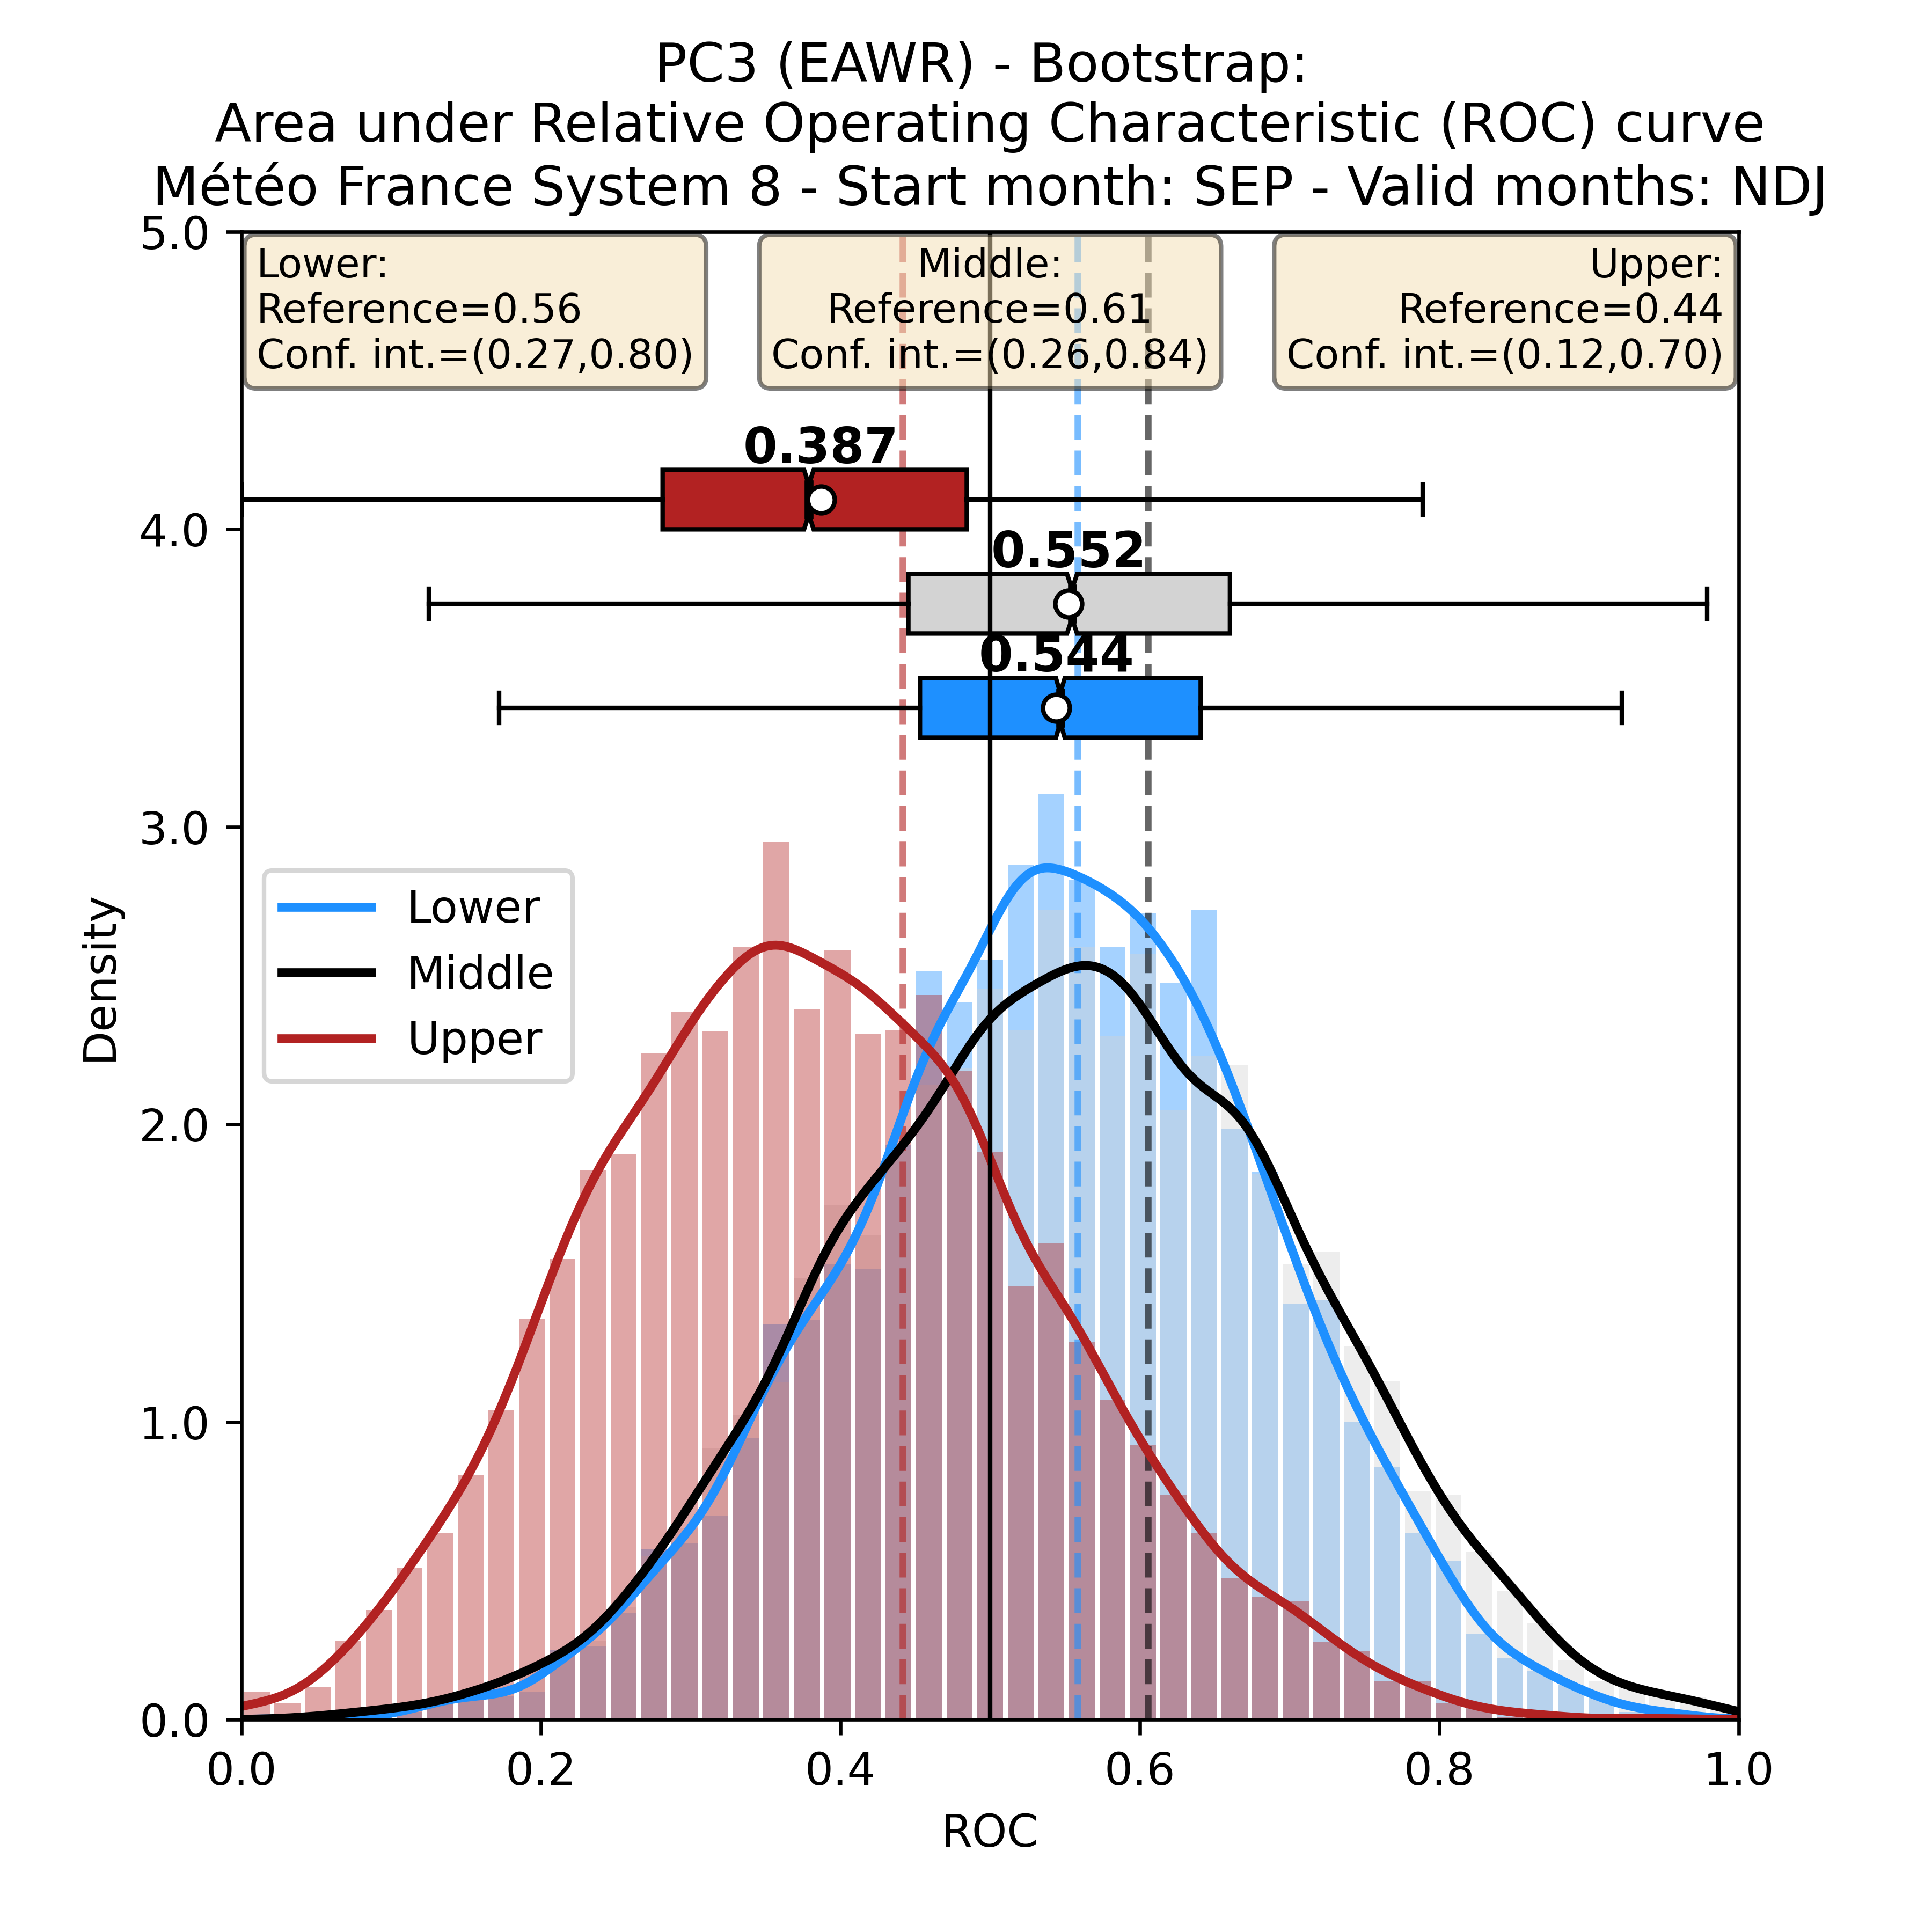 PC3 (EAWR) - Bootstrap:
Area under Relative Operating Characteristic (ROC) curve
Météo France System 8 - Start month: SEP - Valid months: NDJ
Lower:
Reference=0.56
Conf. int.=(0.27,0.80)
Middle:
Reference=0.61
Conf. int.=(0.26,0.84)
Upper:
Reference=0.44
Conf. int.=(0.12,0.70)
0.387
0.552
0.544
Lower
Middle
Upper
Density
5.0
4.0
3.0
2.0
1.0
0.0
0.0 0.2 0.4 0.6 0.8 1.0
ROC